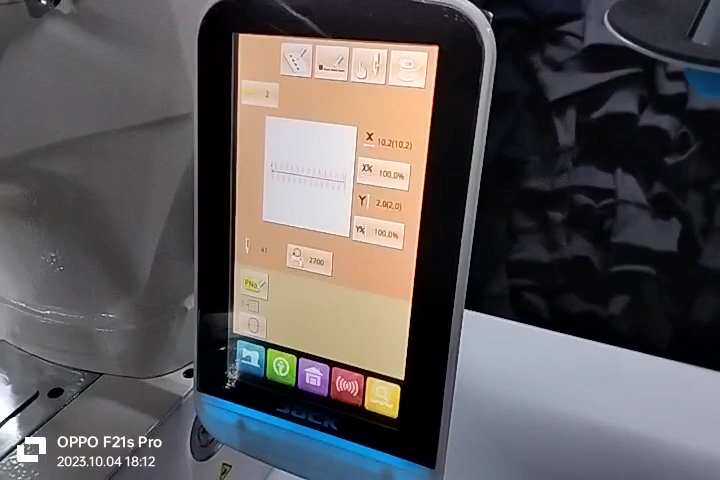 2
X 10.2(10.2)
X% 100.0%
Y 2.0(2.0)
Y% 100.0%
41
2700
PNo.
JACK
OPPO F21s Pro
2023.10.04 18:12